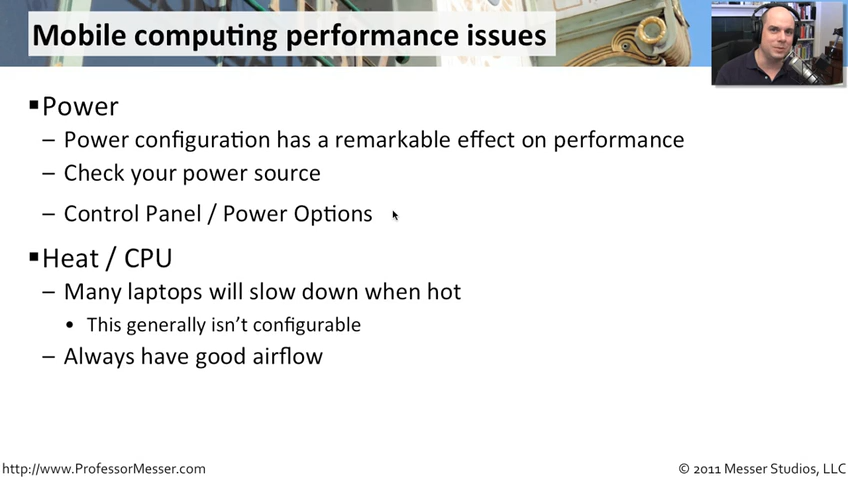 Mobile computing performance issues
▪Power
– Power configuration has a remarkable effect on performance
– Check your power source
– Control Panel / Power Options
▪Heat / CPU
– Many laptops will slow down when hot
• This generally isn't configurable
– Always have good airflow
http://www.ProfessorMesser.com
© 2011 Messer Studios, LLC